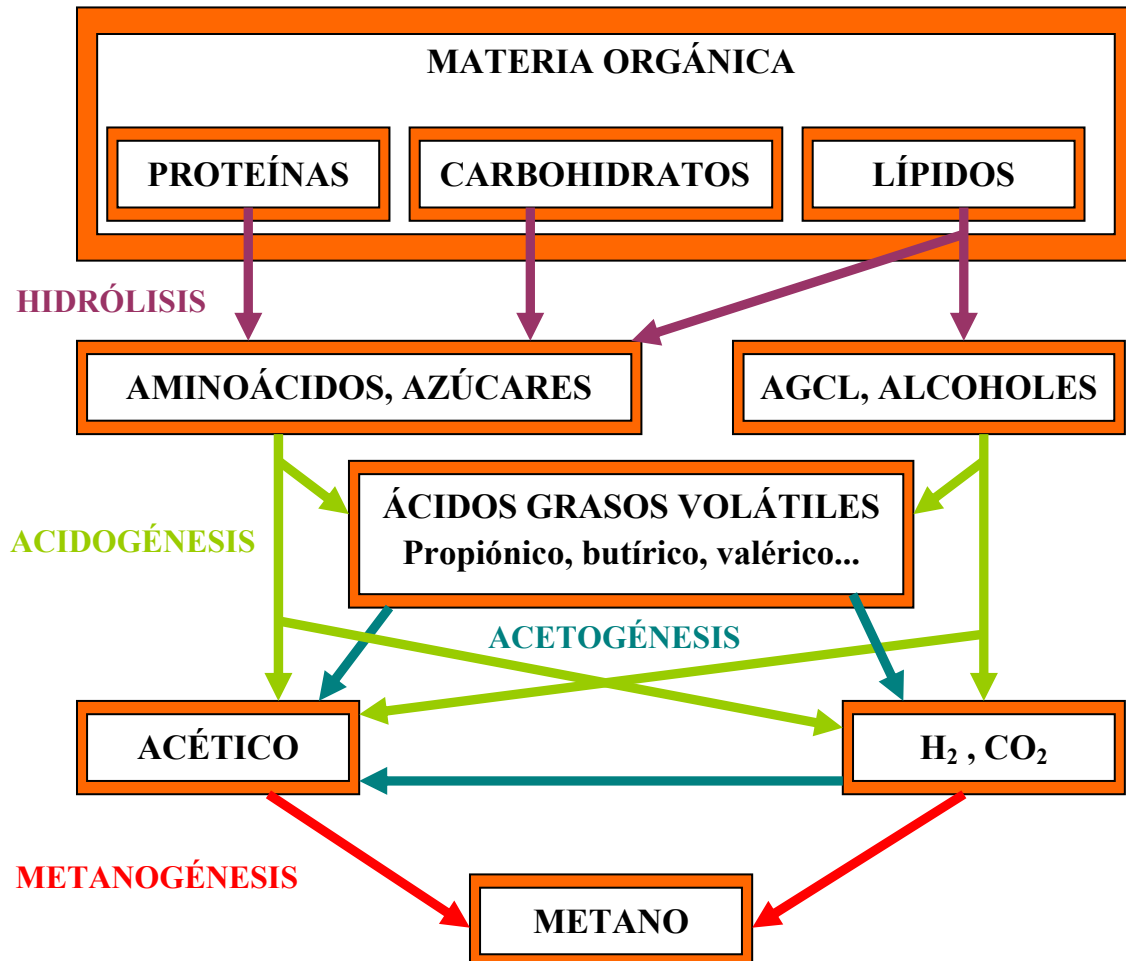 MATERIA ORGÁNICA
PROTEÍNAS
CARBOHIDRATOS
LÍPIDOS
HIDRÓLISIS
AMINOÁCIDOS, AZÚCARES
AGCL, ALCOHOLES
ÁCIDOS GRASOS VOLÁTILES
Propiónico, butírico, valérico...
ACIDOGÉNESIS
ACETOGÉNESIS
ACÉTICO
H₂ , CO₂
METANOGÉNESIS
METANO